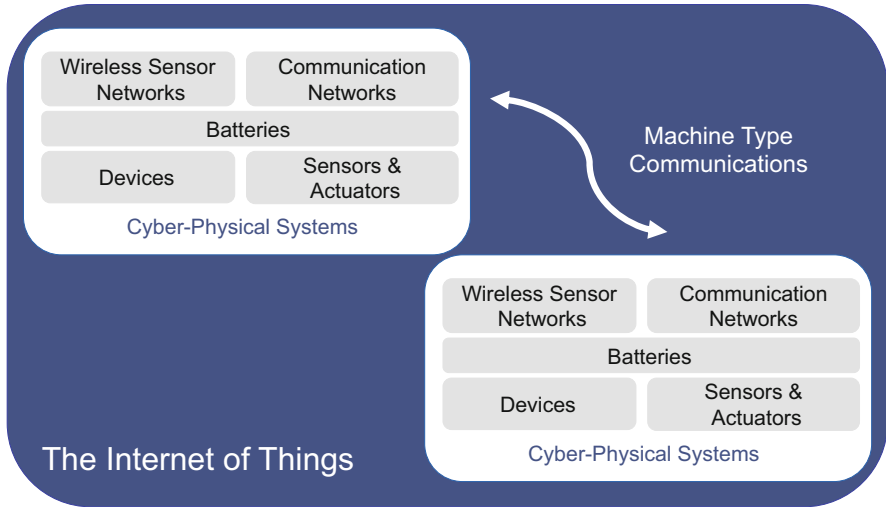 Wireless Sensor
Networks
Communication
Networks
Batteries
Devices
Sensors &
Actuators
Cyber-Physical Systems
Machine Type
Communications
Wireless Sensor
Networks
Communication
Networks
Batteries
Devices
Sensors &
Actuators
Cyber-Physical Systems
The Internet of Things